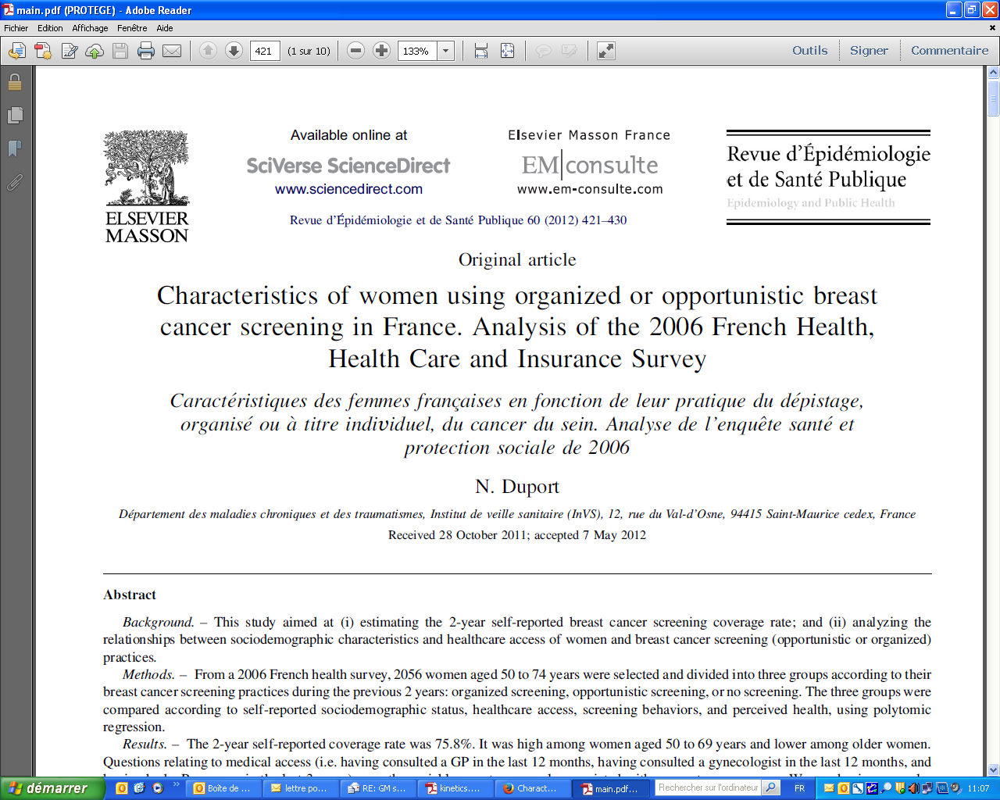 main.pdf (PROTEGE) - Adobe Reader
Fichier Edition Affichage Fenêtre Aide
421 (1 sur 10) 133% Outils Signer Commentaire
Available online at
SciVerse ScienceDirect
www.sciencedirect.com
Elsevier Masson France
EM consulte
www.em-consulte.com
Revue d'Épidémiologie
et de Santé Publique
Epidemiology and Public Health
ELSEVIER
MASSON
Revue d'Épidémiologie et de Santé Publique 60 (2012) 421–430
Original article
Characteristics of women using organized or opportunistic breast
cancer screening in France. Analysis of the 2006 French Health,
Health Care and Insurance Survey
Caractéristiques des femmes françaises en fonction de leur pratique du dépistage,
organisé ou à titre individuel, du cancer du sein. Analyse de l'enquête santé et
protection sociale de 2006
N. Duport
Département des maladies chroniques et des traumatismes, Institut de veille sanitaire (InVS), 12, rue du Val-d'Osne, 94415 Saint-Maurice cedex, France
Received 28 October 2011; accepted 7 May 2012
Abstract
Background. – This study aimed at (i) estimating the 2-year self-reported breast cancer screening coverage rate; and (ii) analyzing the
relationships between sociodemographic characteristics and healthcare access of women and breast cancer screening (opportunistic or organized)
practices.
Methods. – From a 2006 French health survey, 2056 women aged 50 to 74 years were selected and divided into three groups according to their
breast cancer screening practices during the previous 2 years: organized screening, opportunistic screening, or no screening. The three groups were
compared according to self-reported sociodemographic status, healthcare access, screening behaviors, and perceived health, using polytomic
regression.
Results. – The 2-year self-reported coverage rate was 75.8%. It was high among women aged 50 to 69 years and lower among older women.
Questions relating to medical access (i.e. having consulted a GP in the last 12 months, having consulted a gynecologist in the last 12 months, and
démarrer Boîte de ... lettre po... RE: GM s... kinetics.... Charact... main.pdf... Rechercher sur l'ordinateur FR 11:07